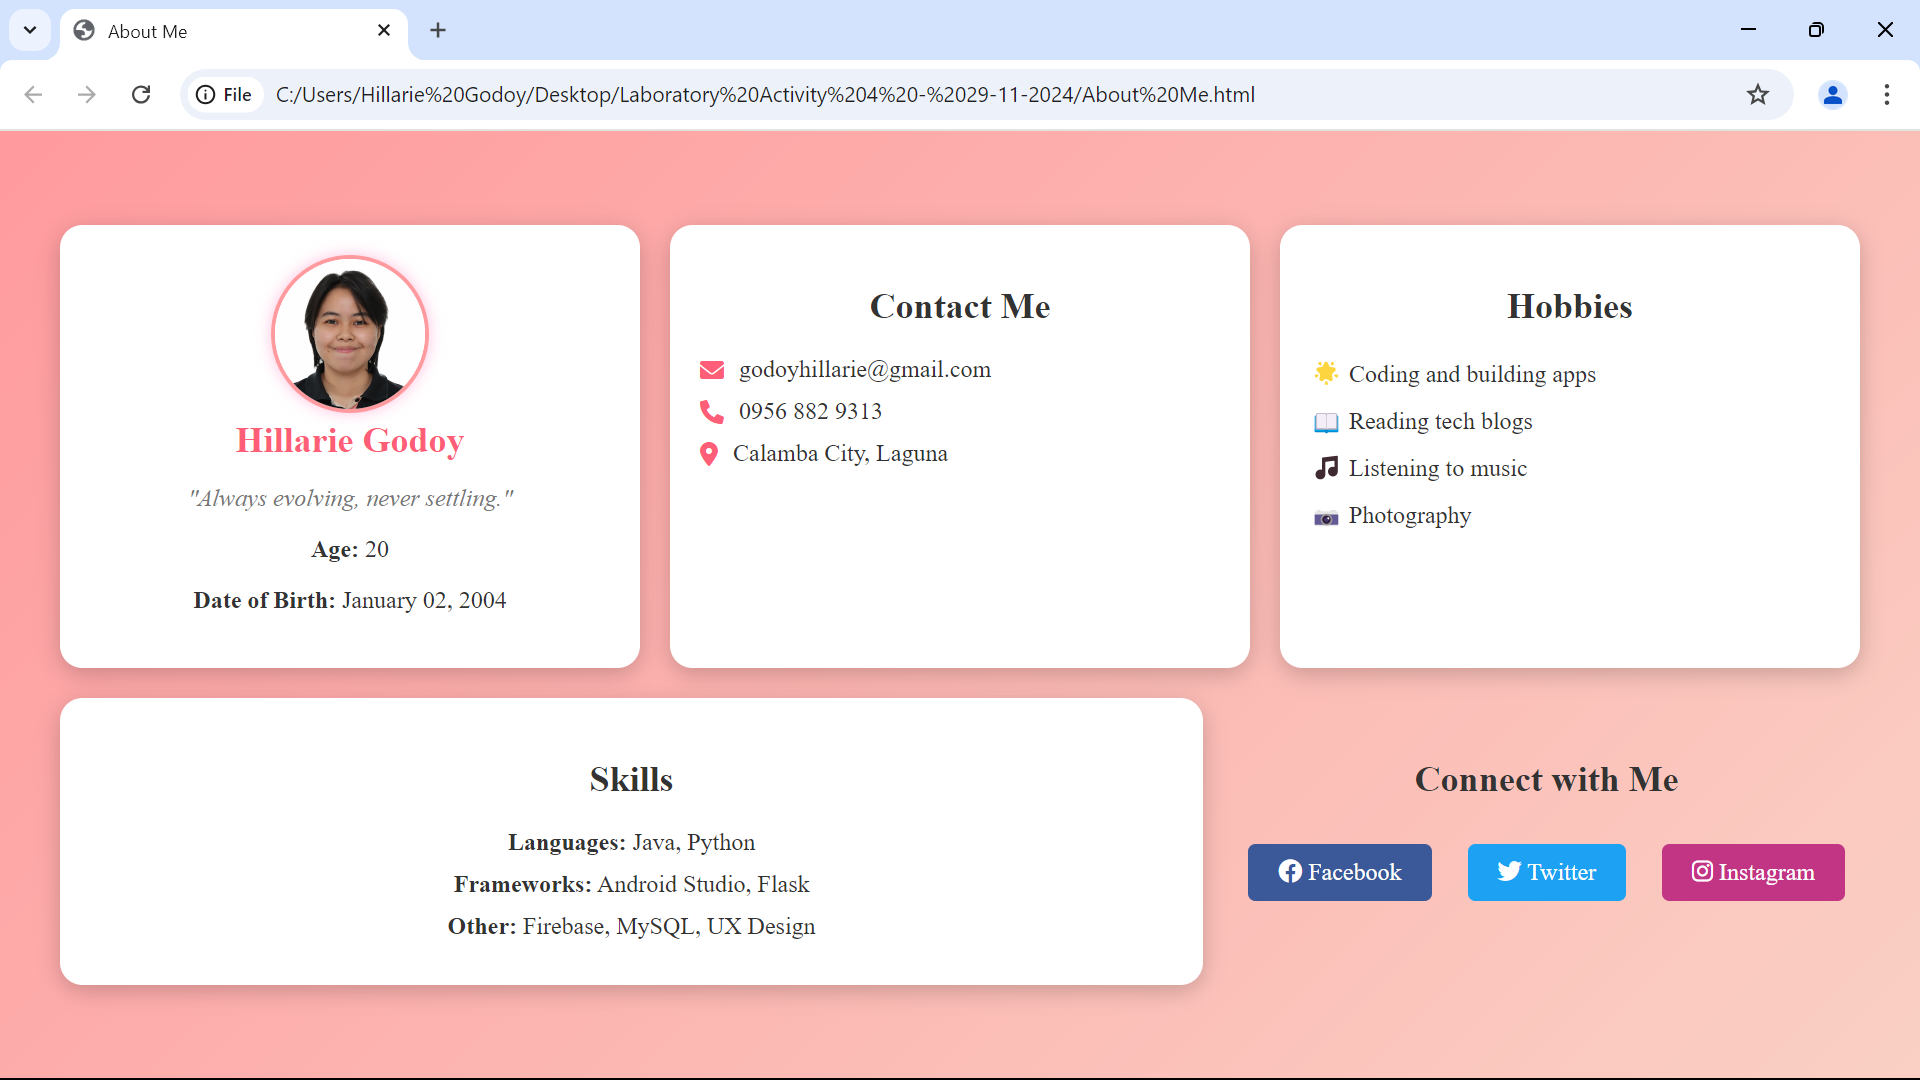 About Me
File C:/Users/Hillarie%20Godoy/Desktop/Laboratory%20Activity%204%20-%2029-11-2024/About%20Me.html
Hillarie Godoy
"Always evolving, never settling."
Age: 20
Date of Birth: January 02, 2004
Contact Me
godoyhillarie@gmail.com
0956 882 9313
Calamba City, Laguna
Hobbies
Coding and building apps
Reading tech blogs
Listening to music
Photography
Skills
Languages: Java, Python
Frameworks: Android Studio, Flask
Other: Firebase, MySQL, UX Design
Connect with Me
Facebook Twitter Instagram